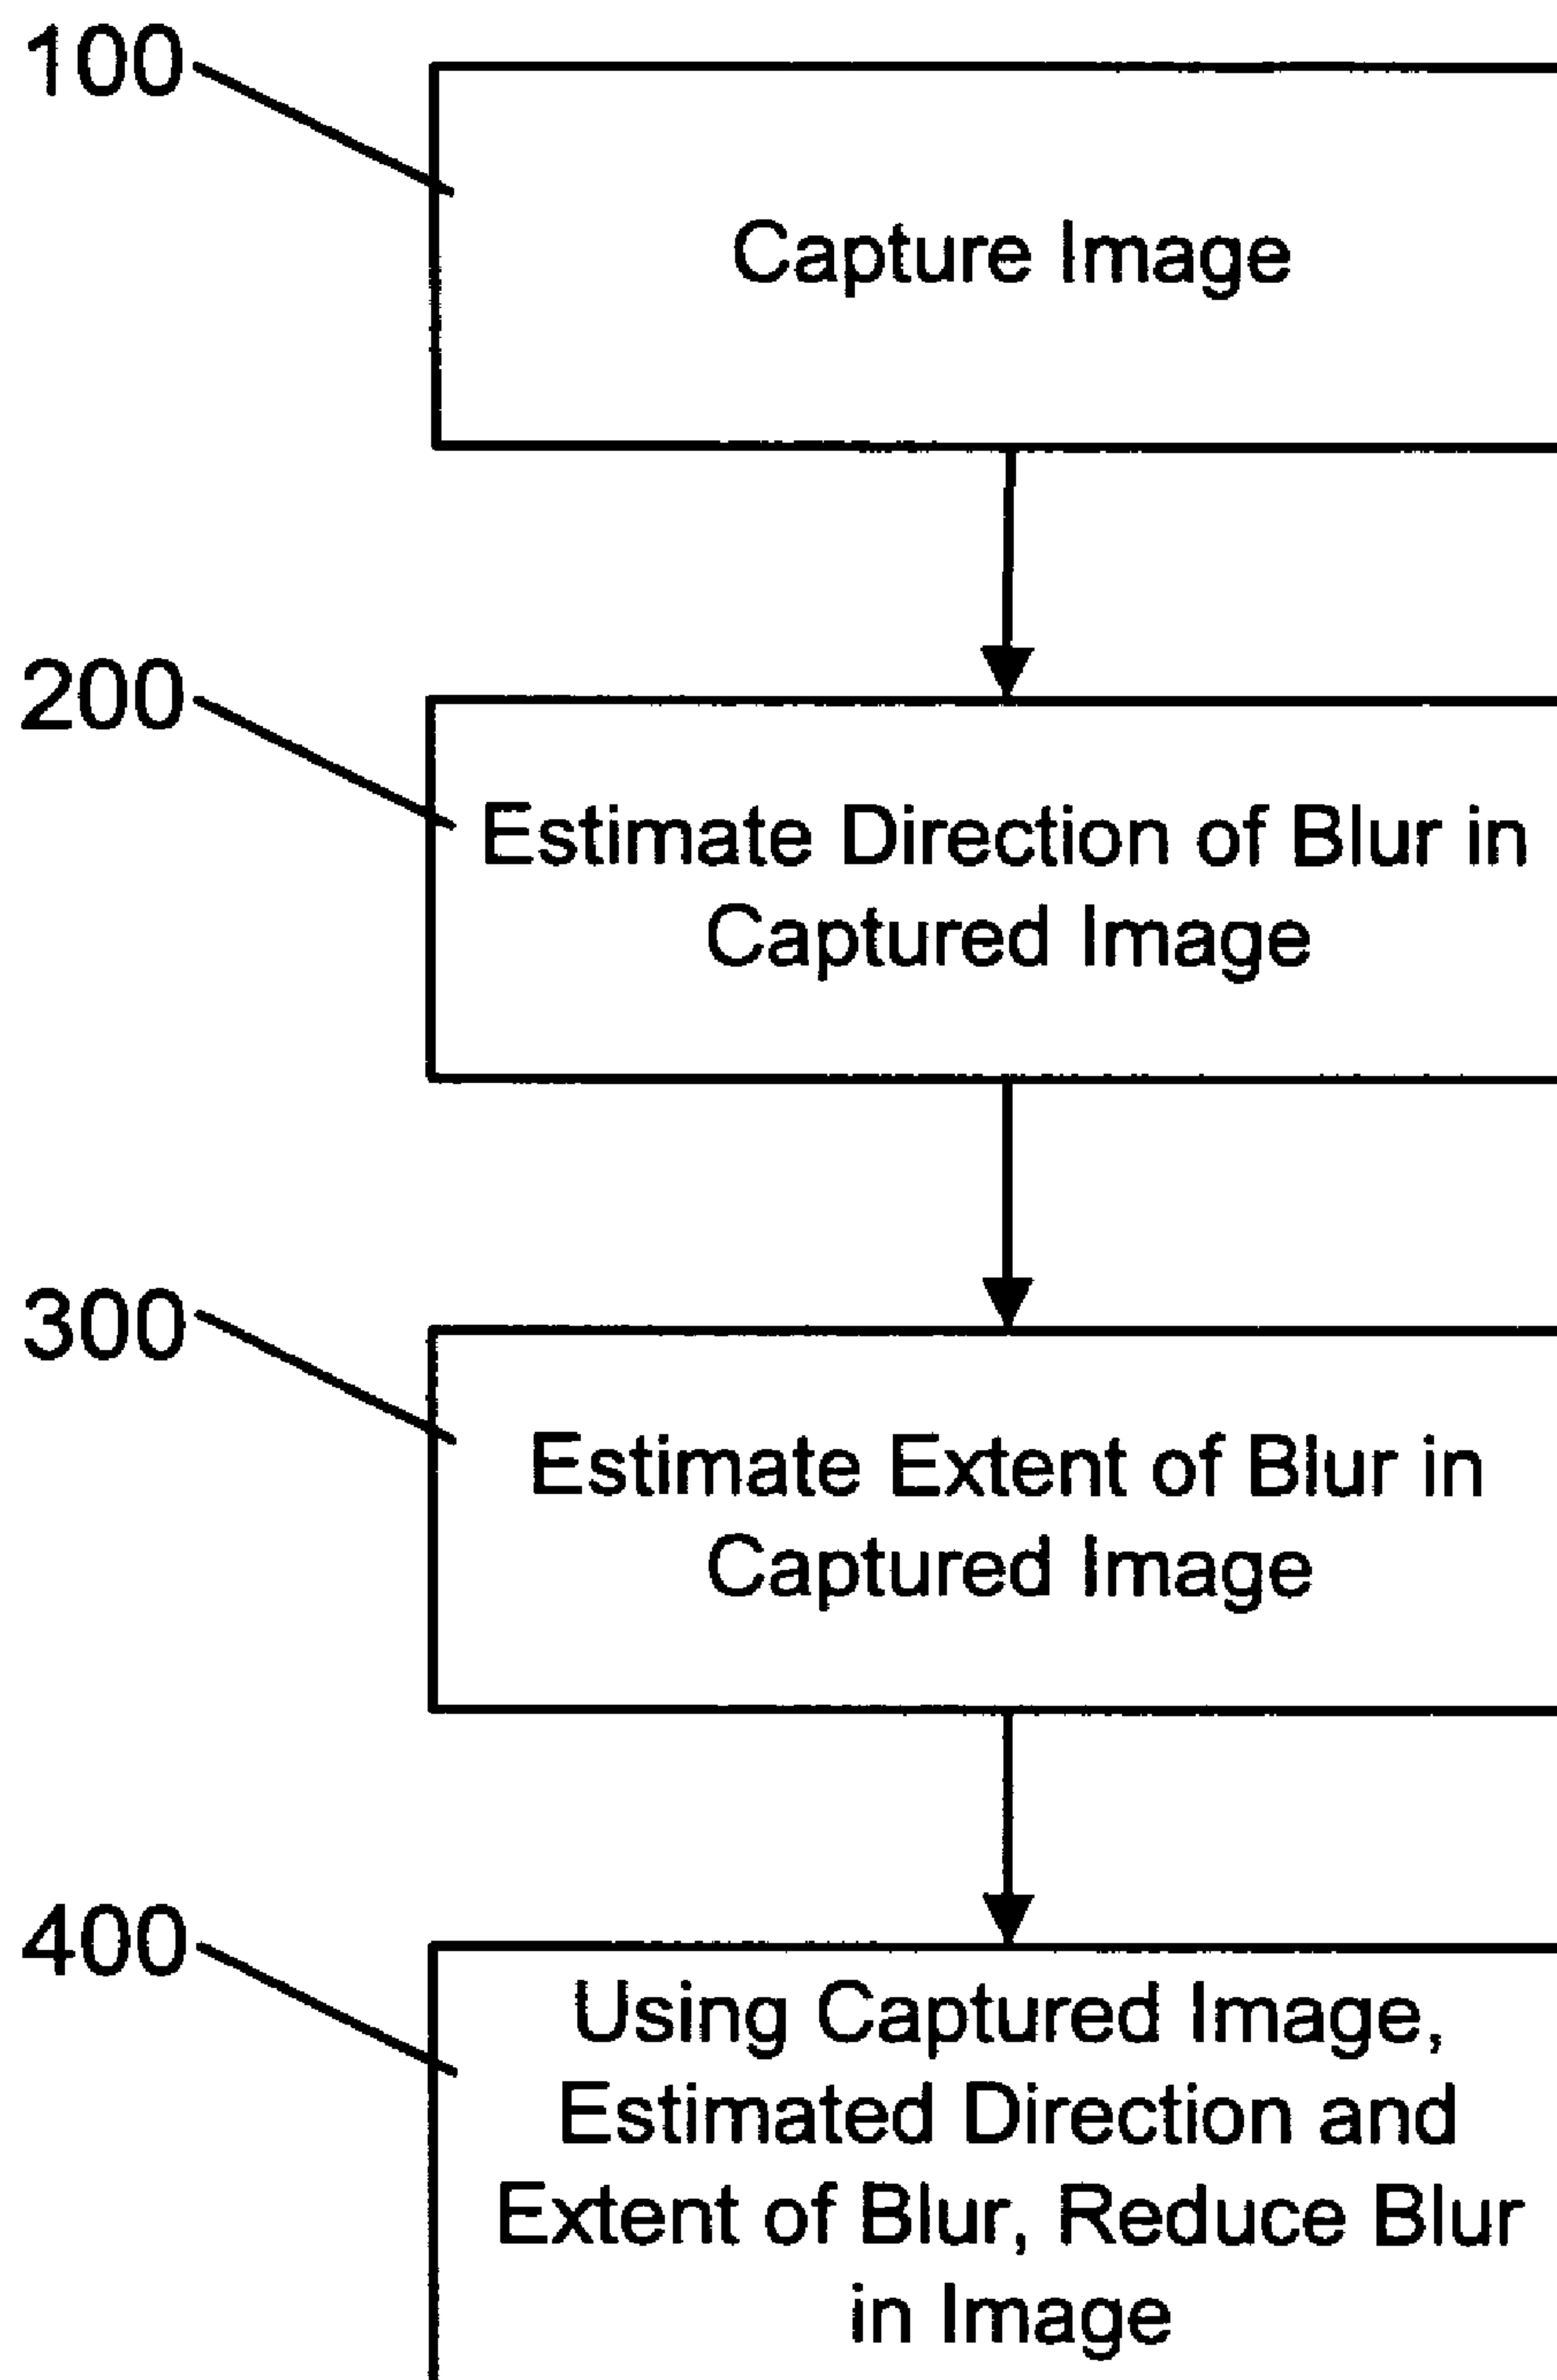 100
Capture Image
200
Estimate Direction of Blur in
Captured Image
300
Estimate Extent of Blur in
Captured Image
400
Using Captured Image,
Estimated Direction and
Extent of Blur, Reduce Blur
in Image